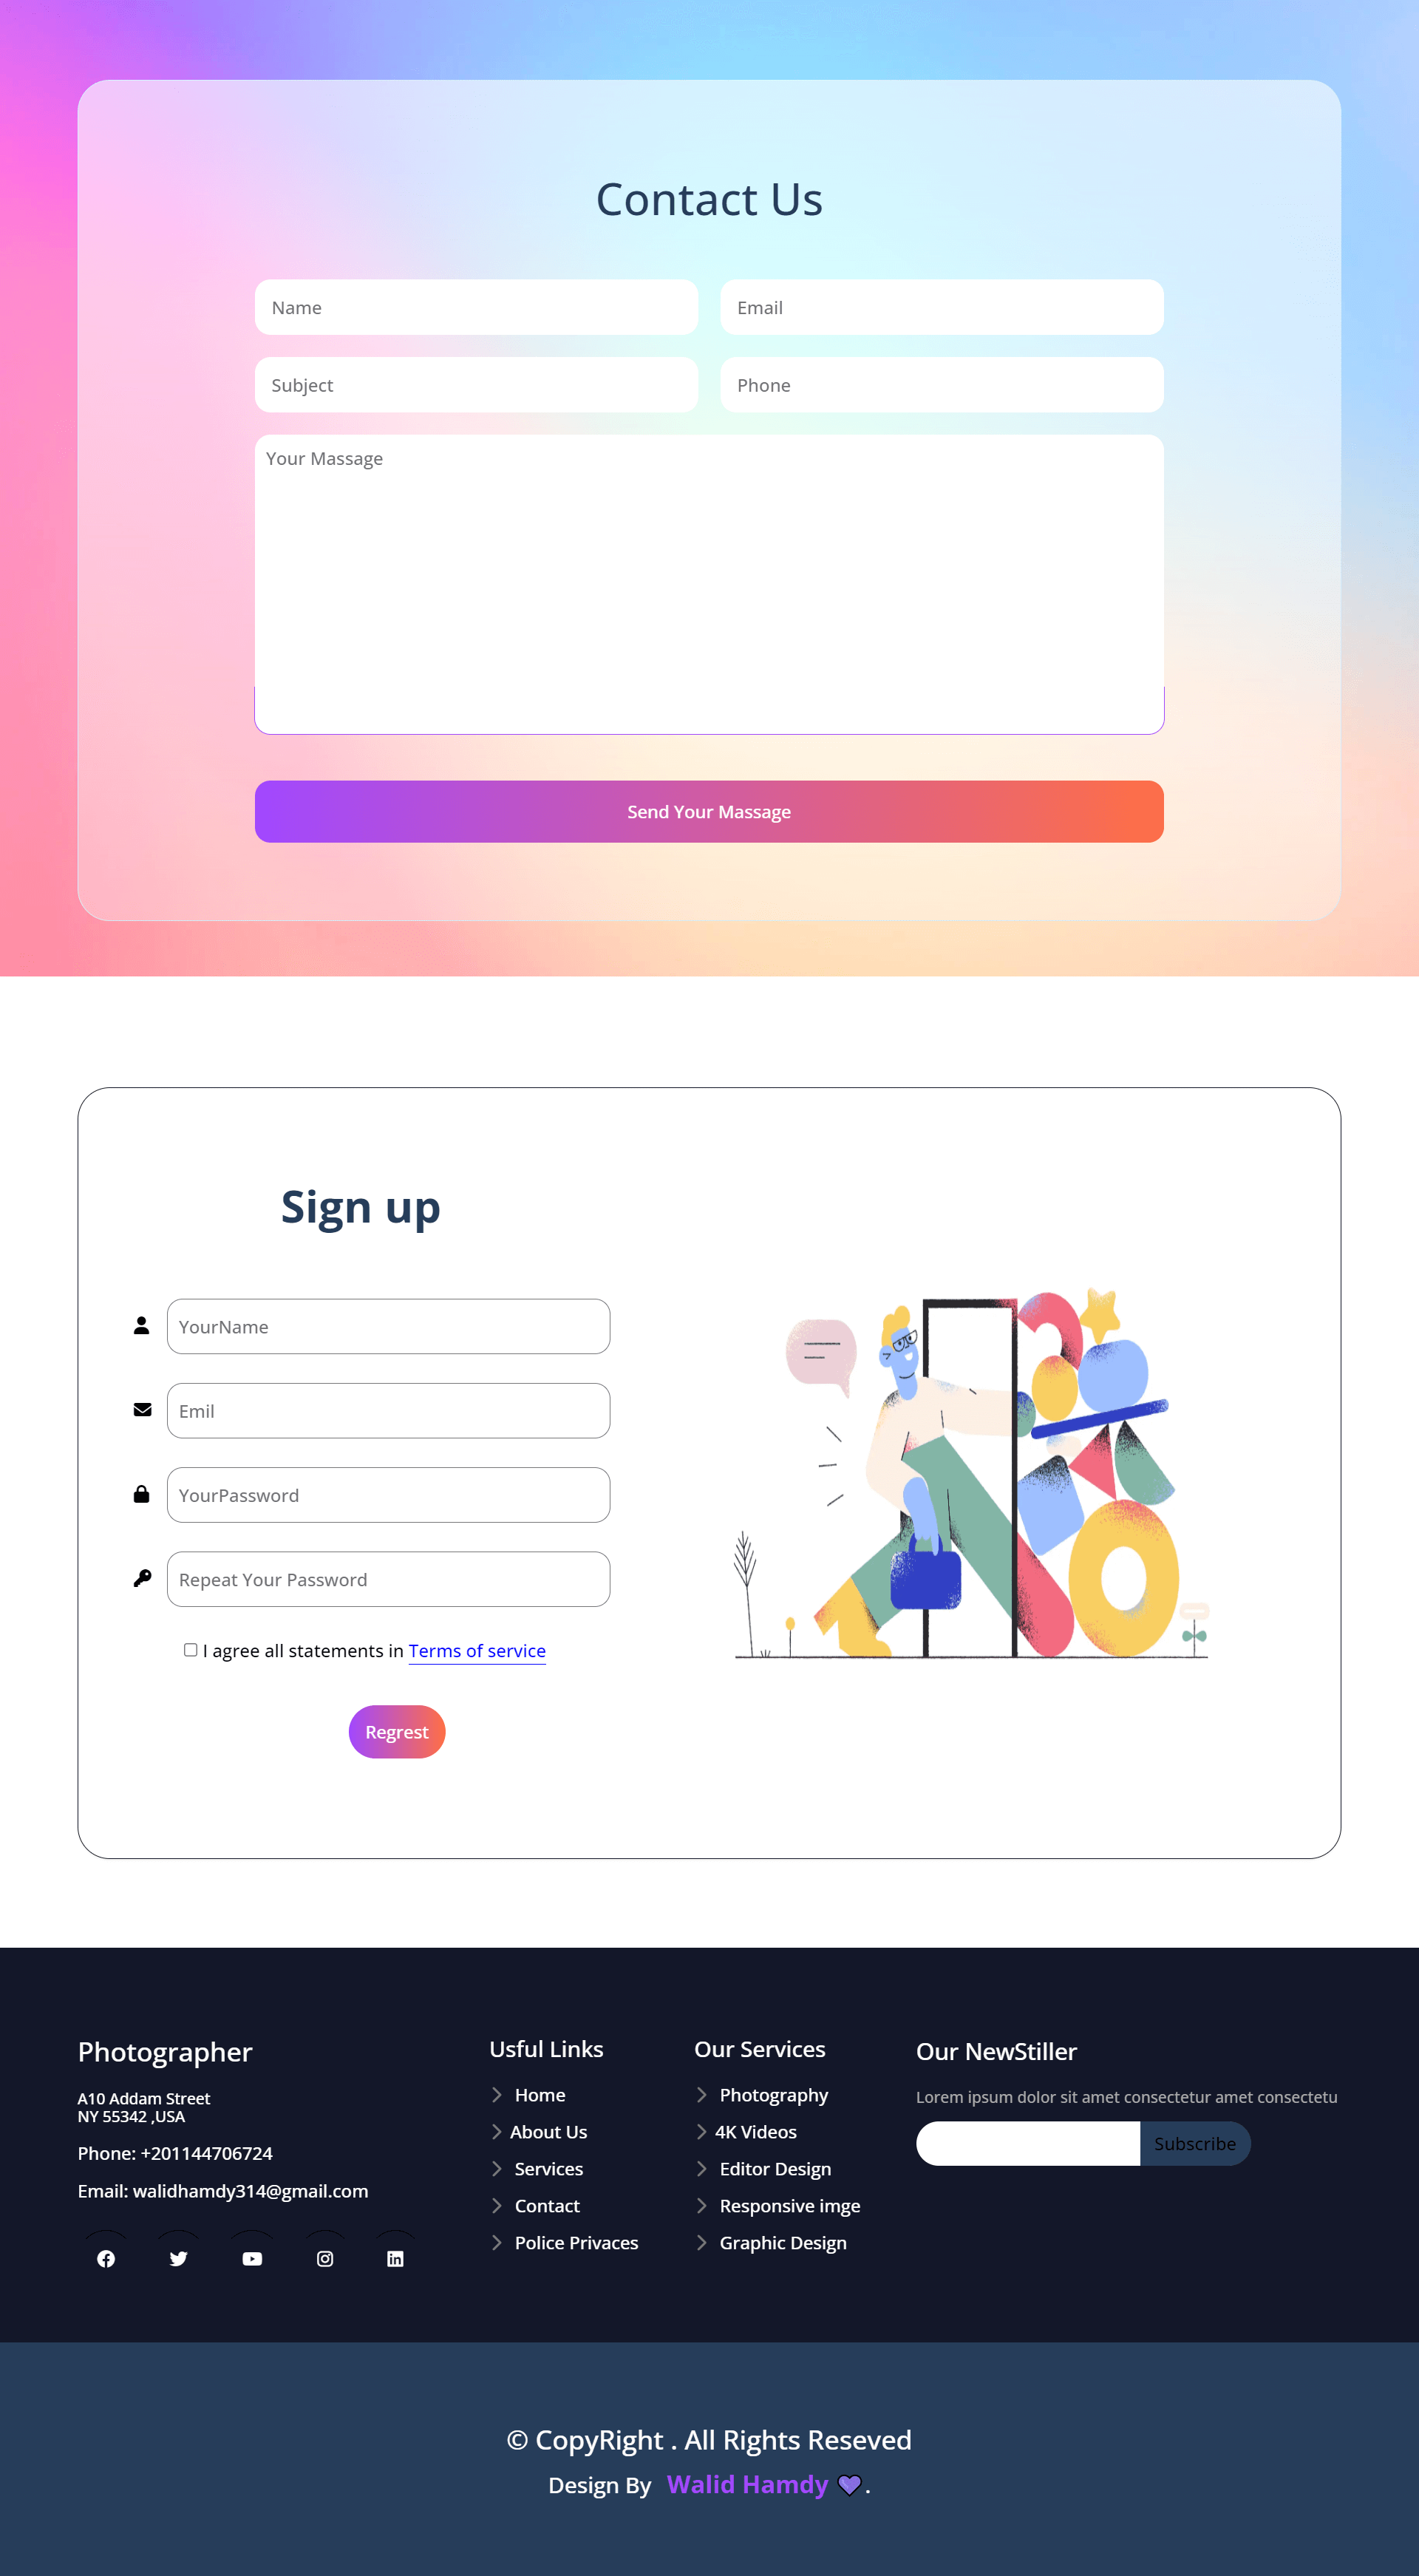 Contact Us
Name
Email
Subject
Phone
Your Massage
Send Your Massage
Sign up
YourName
Emil
YourPassword
Repeat Your Password
I agree all statements in Terms of service
Regrest
Photographer
A10 Addam Street
NY 55342 ,USA
Phone: +201144706724
Email: walidhamdy314@gmail.com
Usful Links
Home
About Us
Services
Contact
Police Privaces
Our Services
Photography
4K Videos
Editor Design
Responsive imge
Graphic Design
Our NewStiller
Lorem ipsum dolor sit amet consectetur amet consectetu
Subscribe
© CopyRight . All Rights Reseved
Design By Walid Hamdy 💜 .